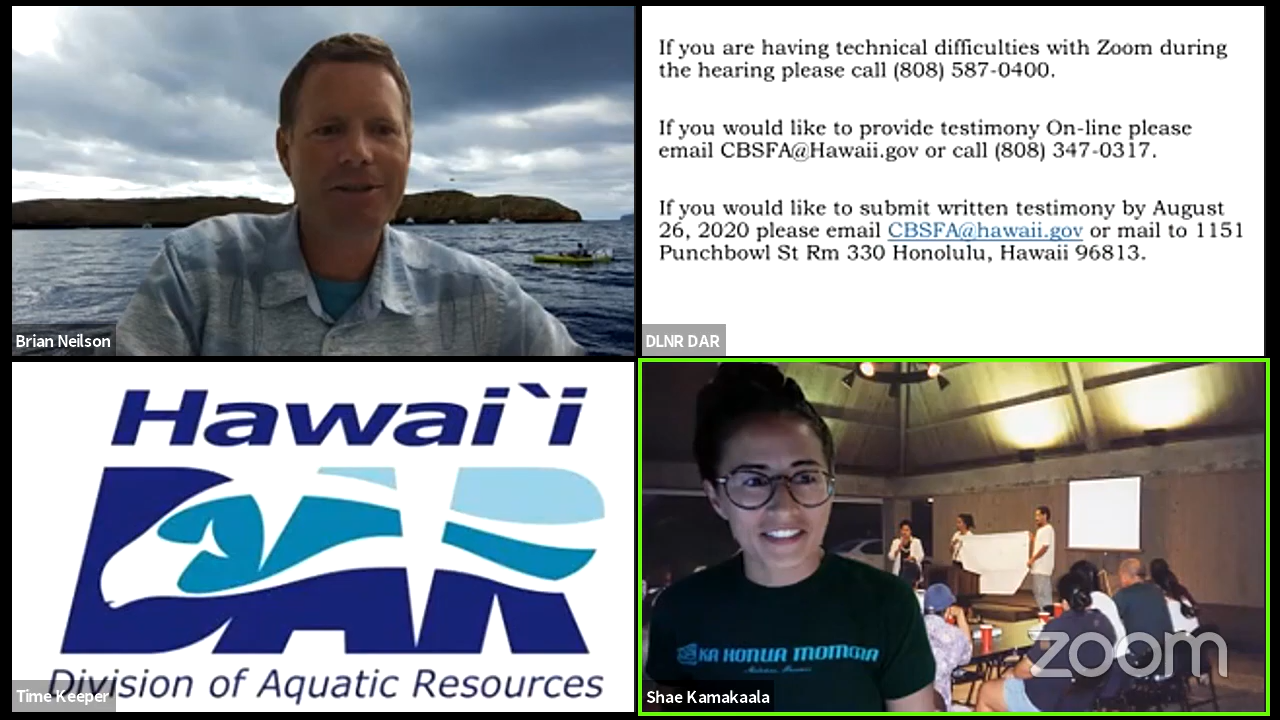 If you are having technical difficulties with Zoom during
the hearing please call (808) 587-0400.
If you would like to provide testimony On-line please
email CBSFA@Hawaii.gov or call (808) 347-0317.
If you would like to submit written testimony by August
26, 2020 please email CBSFA@hawaii.gov or mail to 1151
Punchbowl St Rm 330 Honolulu, Hawaii 96813.
Brian Neilson
DLNR DAR
Hawai`i
DAR
Division of Aquatic Resources
Time Keeper
KA HONUA MOMONA
zoom
Shae Kamakaala